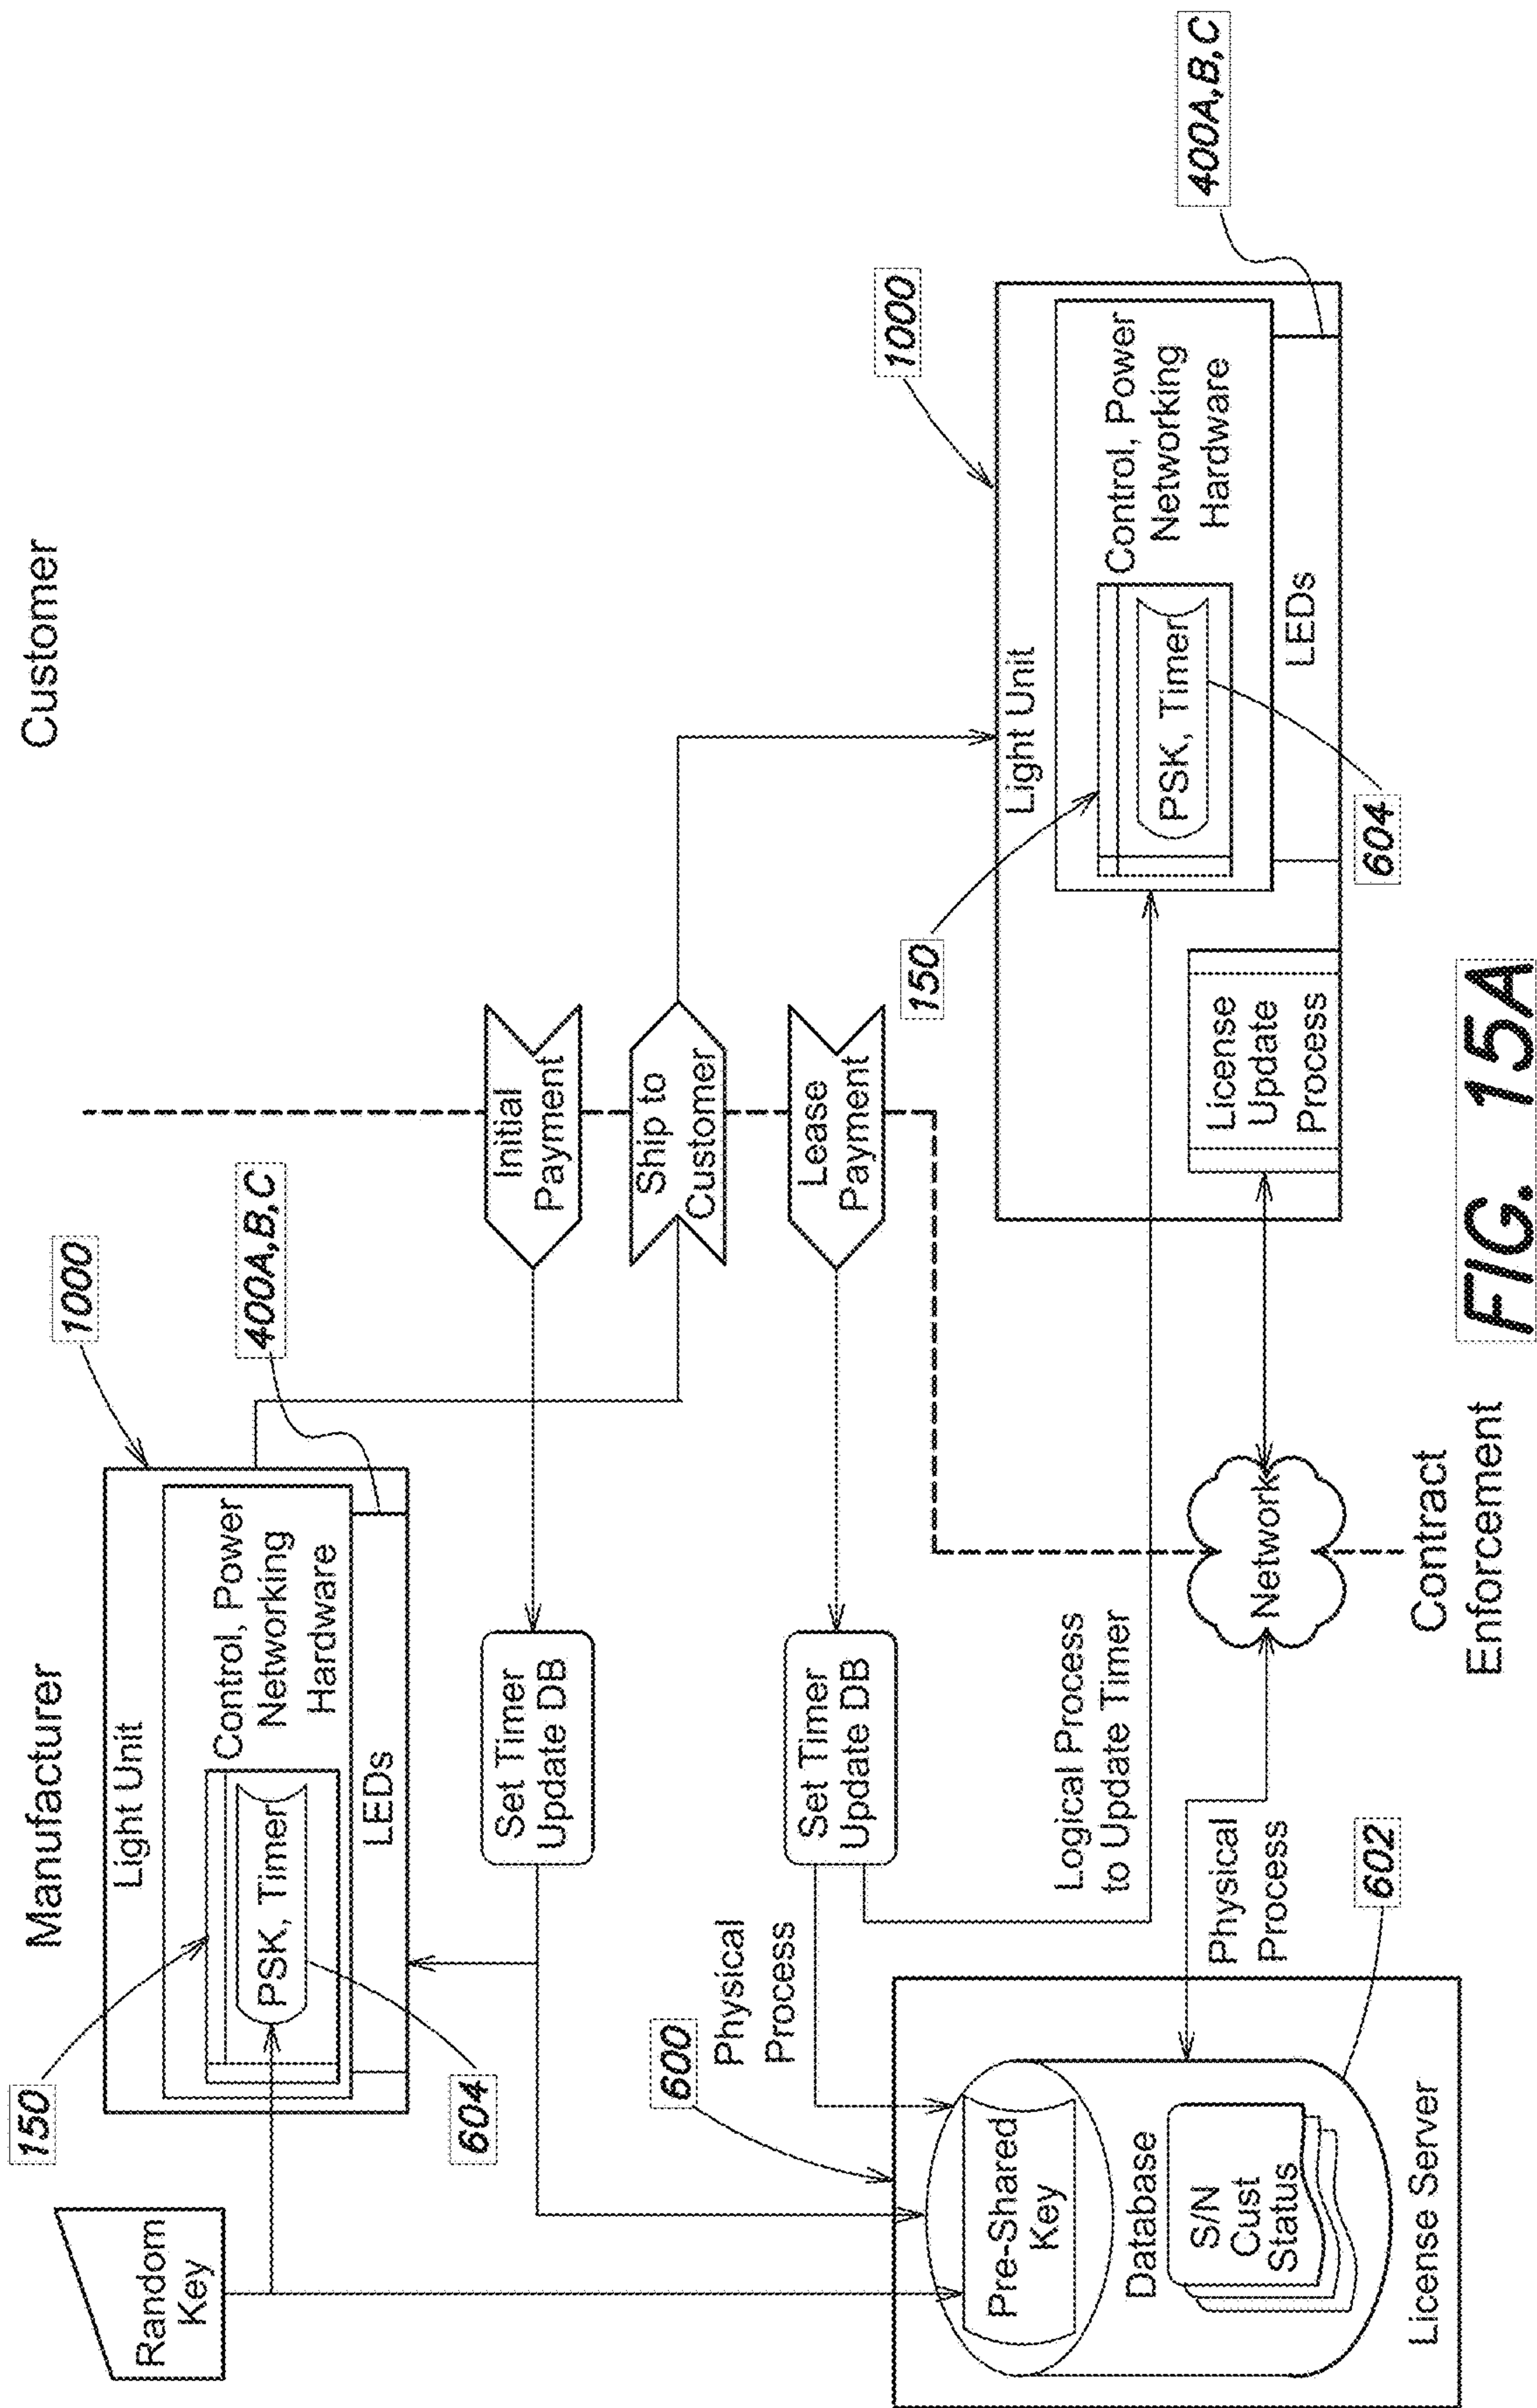 Manufacturer
Customer
Random
Key
150
Light Unit
1000
Control, Power
Networking
Hardware
PSK, Timer
LEDs
604
400A,B,C
Set Timer
Update DB
Initial
Payment
Ship to
Customer
Set Timer
Update DB
Lease
Payment
Physical
Process
600
Pre-Shared
Key
Database
S/N
Cust
Status
License Server
602
Physical
Process
Logical Process
to Update Timer
Network
Contract
Enforcement
Light Unit
1000
150
Control, Power
Networking
Hardware
PSK, Timer
LEDs
604
400A,B,C
License
Update
Process
FIG. 15A